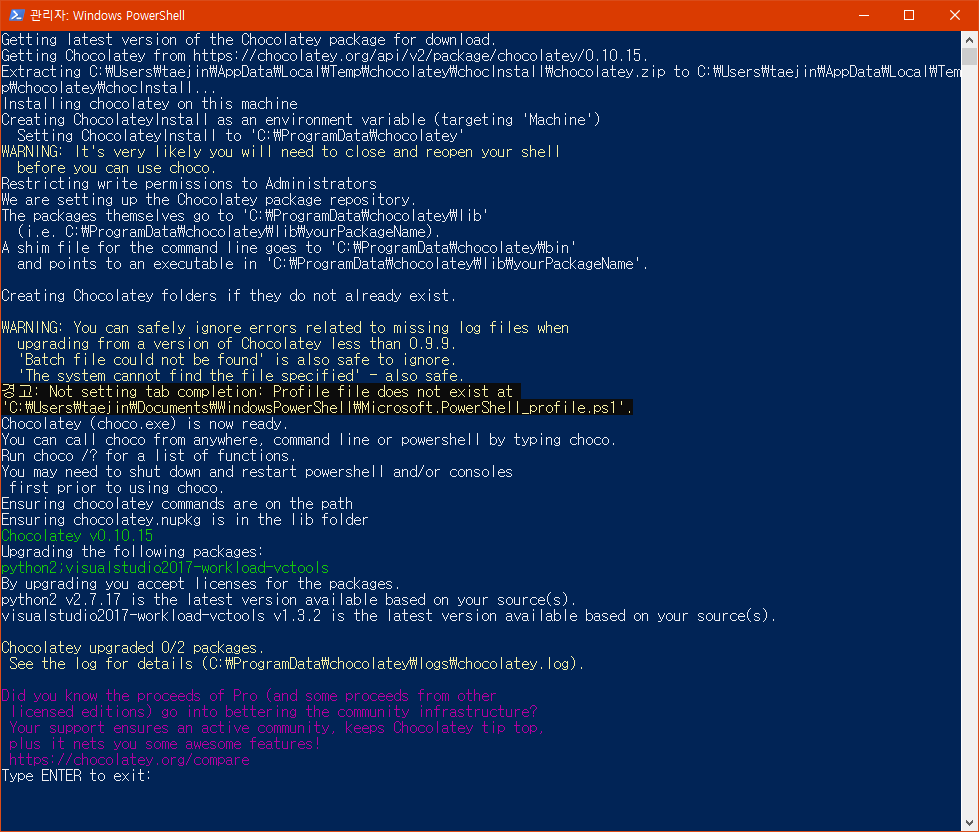 관리자: Windows PowerShell
Getting latest version of the Chocolatey package for download.
Getting Chocolatey from https://chocolatey.org/api/v2/package/chocolatey/0.10.15.
Extracting C:₩Users₩taejin₩AppData₩Local₩Temp₩chocolatey₩chocInstall₩chocolatey.zip to C:₩Users₩taejin₩AppData₩Local₩Tem
p₩chocolatey₩chocInstall...
Installing chocolatey on this machine
Creating ChocolateyInstall as an environment variable (targeting 'Machine')
  Setting ChocolateyInstall to 'C:₩ProgramData₩chocolatey'
WARNING: It's very likely you will need to close and reopen your shell
  before you can use choco.
Restricting write permissions to Administrators
We are setting up the Chocolatey package repository.
The packages themselves go to 'C:₩ProgramData₩chocolatey₩lib'
  (i.e. C:₩ProgramData₩chocolatey₩lib₩yourPackageName).
A shim file for the command line goes to 'C:₩ProgramData₩chocolatey₩bin'
  and points to an executable in 'C:₩ProgramData₩chocolatey₩lib₩yourPackageName'.
Creating Chocolatey folders if they do not already exist.
WARNING: You can safely ignore errors related to missing log files when
  upgrading from a version of Chocolatey less than 0.9.9.
  'Batch file could not be found' is also safe to ignore.
  'The system cannot find the file specified' - also safe.
경고: Not setting tab completion: Profile file does not exist at
'C:₩Users₩taejin₩Documents₩WindowsPowerShell₩Microsoft.PowerShell_profile.ps1'.
Chocolatey (choco.exe) is now ready.
You can call choco from anywhere, command line or powershell by typing choco.
Run choco /? for a list of functions.
You may need to shut down and restart powershell and/or consoles
 first prior to using choco.
Ensuring chocolatey commands are on the path
Ensuring chocolatey.nupkg is in the lib folder
Chocolatey v0.10.15
Upgrading the following packages:
python2;visualstudio2017-workload-vctools
By upgrading you accept licenses for the packages.
python2 v2.7.17 is the latest version available based on your source(s).
visualstudio2017-workload-vctools v1.3.2 is the latest version available based on your source(s).
Chocolatey upgraded 0/2 packages.
 See the log for details (C:₩ProgramData₩chocolatey₩logs₩chocolatey.log).
Did you know the proceeds of Pro (and some proceeds from other
 licensed editions) go into bettering the community infrastructure?
 Your support ensures an active community, keeps Chocolatey tip top,
 plus it nets you some awesome features!
 https://chocolatey.org/compare
Type ENTER to exit: